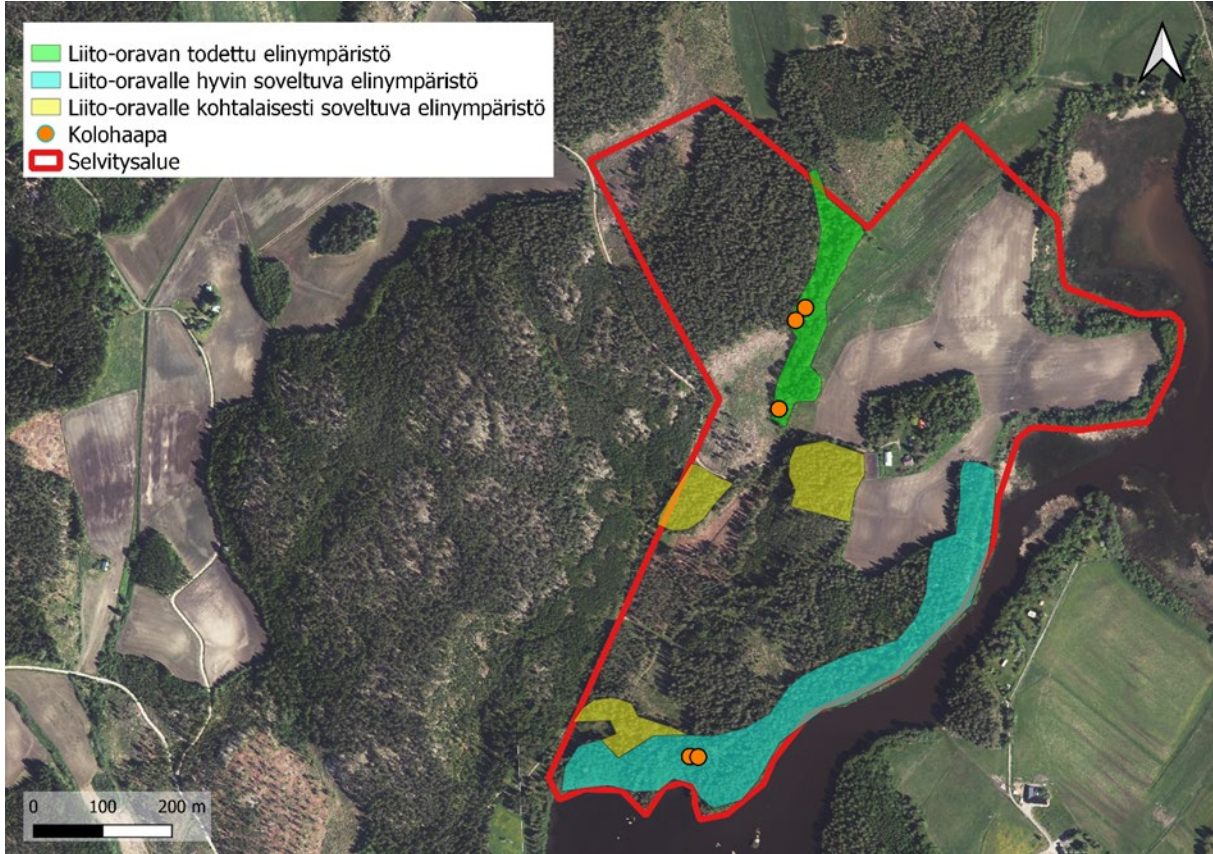 Liito-oravan todettu elinympäristö
Liito-oravalle hyvin soveltuva elinympäristö
Liito-oravalle kohtalaisesti soveltuva elinympäristö
Kolohaapa
Selvitysalue
0 100 200 m